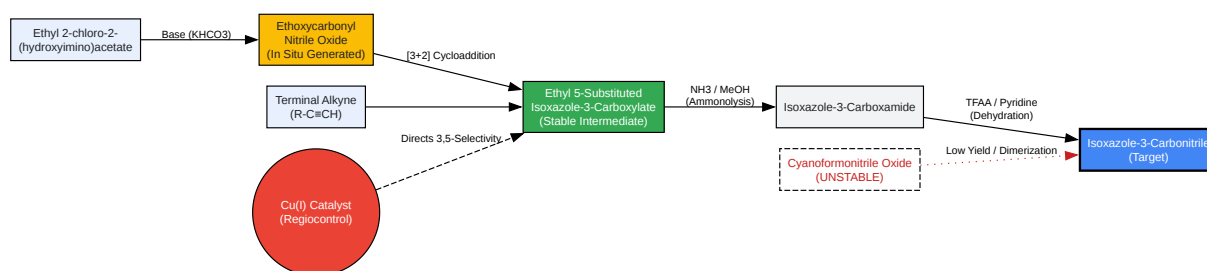 Ethyl 2-chloro-2-
(hydroxyimino)acetate
Base (KHCO3)
Ethoxycarbonyl
Nitrile Oxide
(In Situ Generated)
[3+2] Cycloaddition
Terminal Alkyne
(R-C≡CH)
Directs 3,5-Selectivity
Cu(I) Catalyst
(Regiocontrol)
Ethyl 5-Substituted
Isoxazole-3-Carboxylate
(Stable Intermediate)
NH3 / MeOH
(Ammonolysis)
Isoxazole-3-Carboxamide
TFAA / Pyridine
(Dehydration)
Cyanoformonitrile Oxide
(UNSTABLE)
Low Yield / Dimerization
Isoxazole-3-Carbonitrile
(Target)